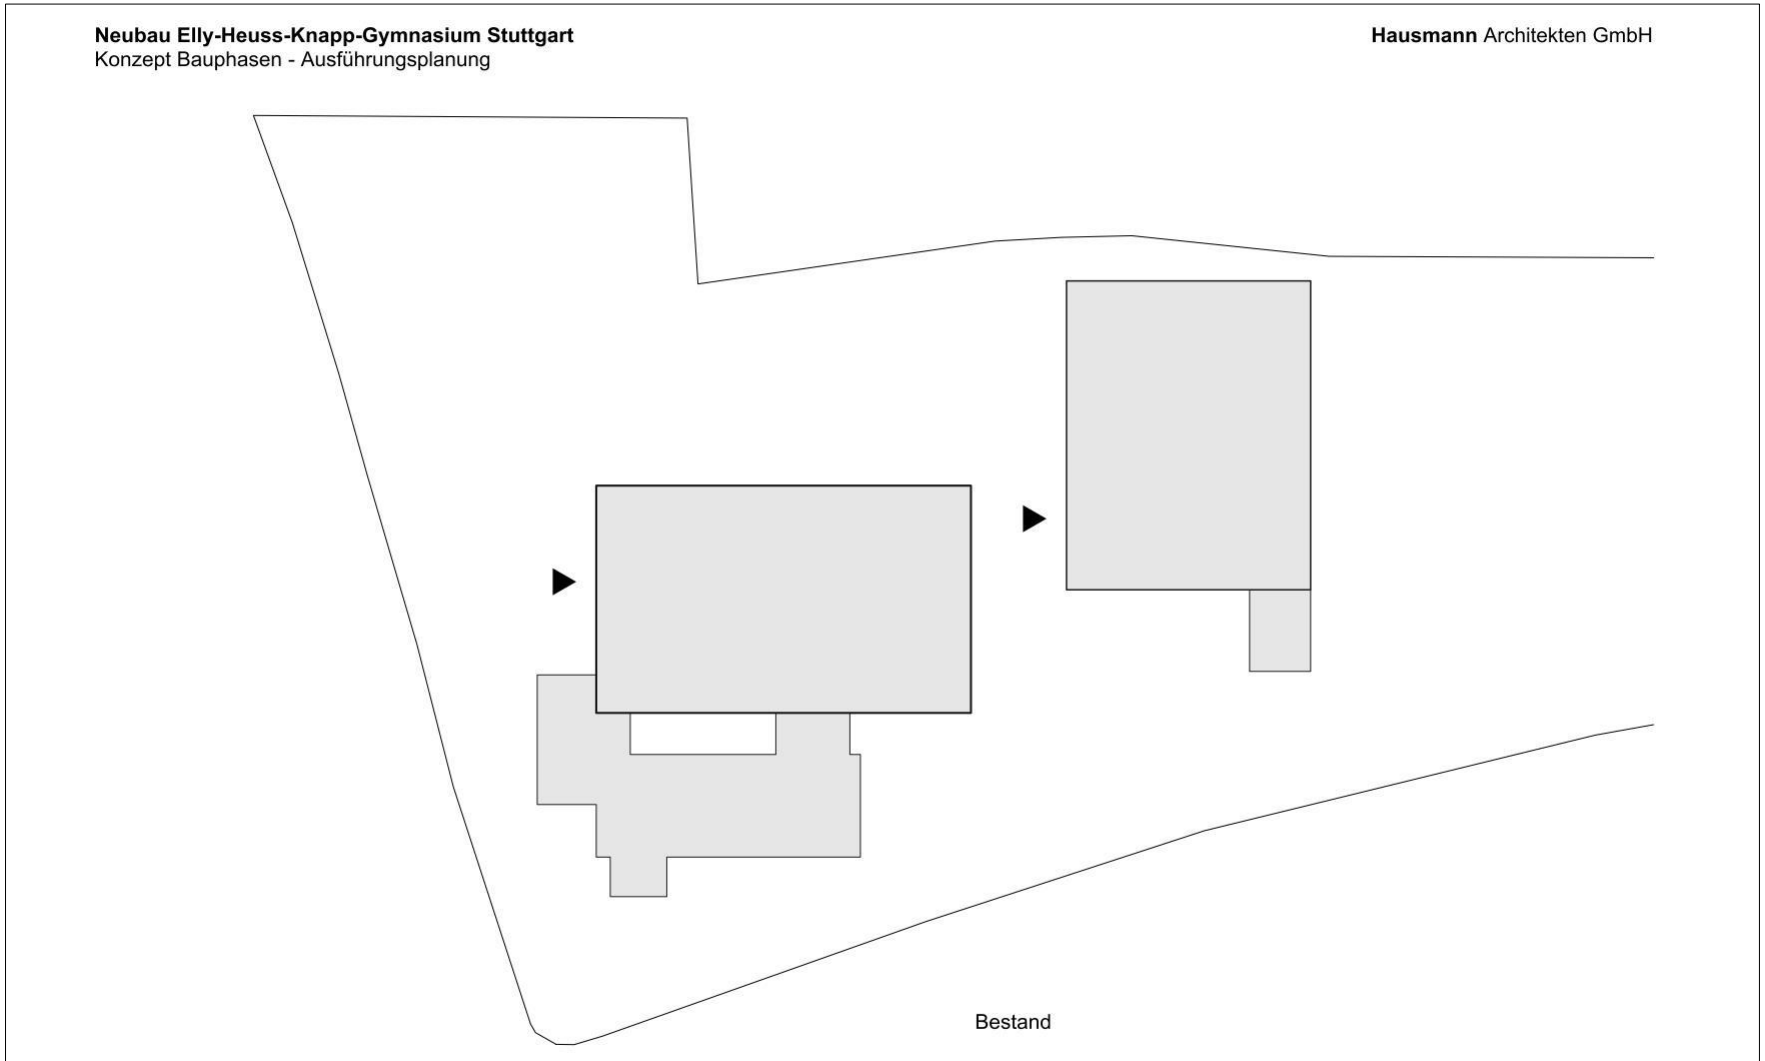 Neubau Elly-Heuss-Knapp-Gymnasium Stuttgart
Konzept Bauphasen - Ausführungsplanung
Hausmann Architekten GmbH
Bestand